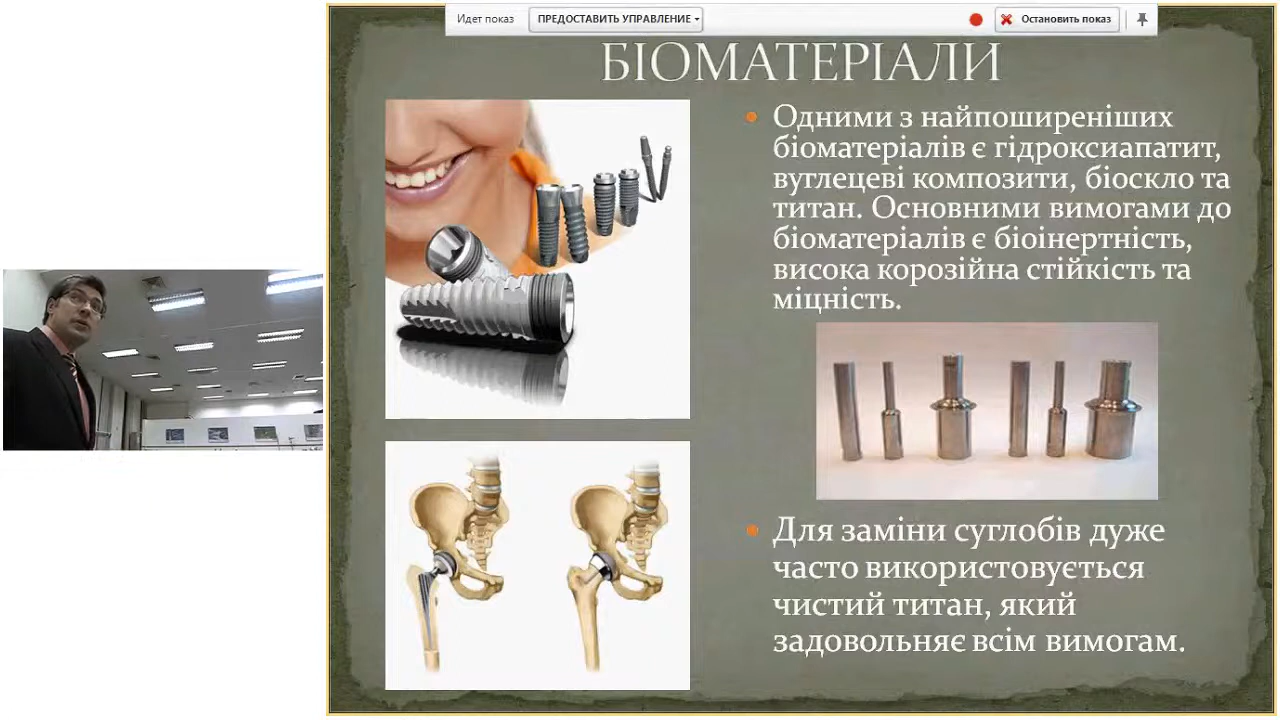 Идет показ
ПРЕДОСТАВИТЬ УПРАВЛЕНИЕ
Остановить показ
БІОМАТЕРІАЛИ
Одними з найпоширеніших
біоматеріалів є гідроксиапатит,
вуглецеві композити, біоскло та
титан. Основними вимогами до
біоматеріалів є біоінертність,
висока корозійна стійкість та
міцність.
Для заміни суглобів дуже
часто використовується
чистий титан, який
задовольняє всім вимогам.